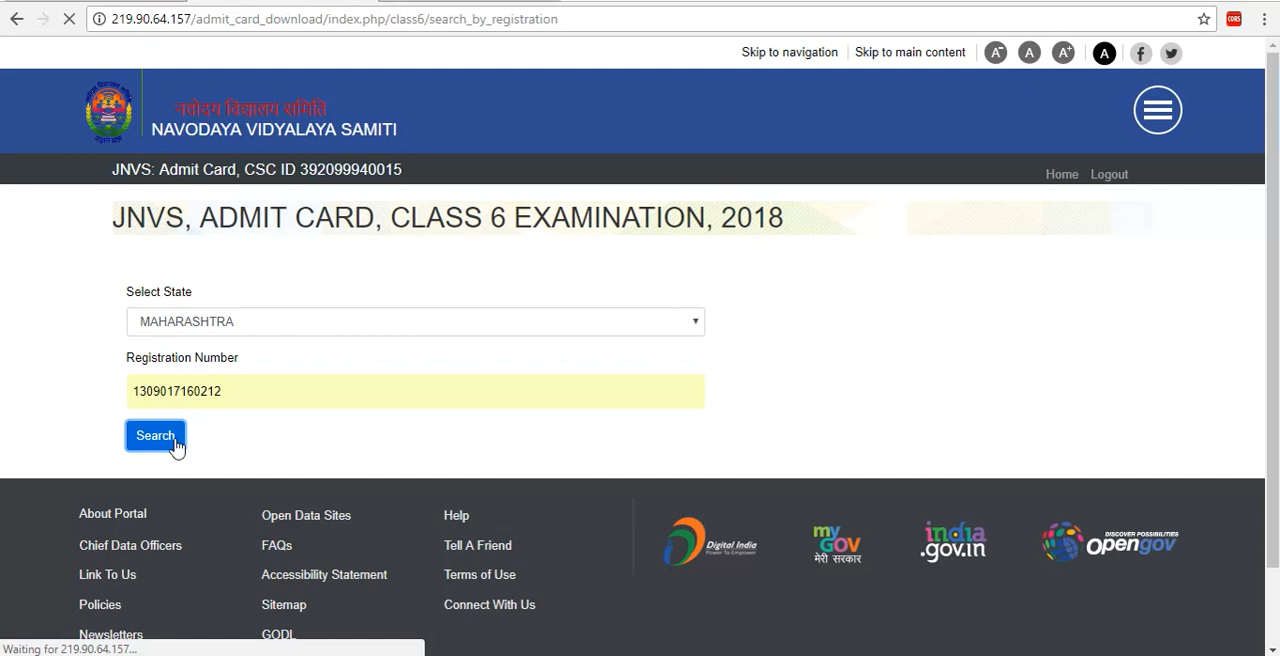 219.90.64.157/admit_card_download/index.php/class6/search_by_registration
CORS
Skip to navigation
Skip to main content
A-
A
A+
A
नवोदय विद्यालय समिति
NAVODAYA VIDYALAYA SAMITI
JNVS: Admit Card, CSC ID 392099940015
Home
Logout
JNVS, ADMIT CARD, CLASS 6 EXAMINATION, 2018
Select State
MAHARASHTRA
Registration Number
1309017160212
Search
About Portal
Open Data Sites
Help
Chief Data Officers
FAQs
Tell A Friend
Link To Us
Accessibility Statement
Terms of Use
Policies
Sitemap
Connect With Us
Newsletters
GODL
Digital India
Power To Empower
my
GOV
मेरी सरकार
india
.gov.in
DISCOVER POSSIBILITIES
opengov
Waiting for 219.90.64.157...